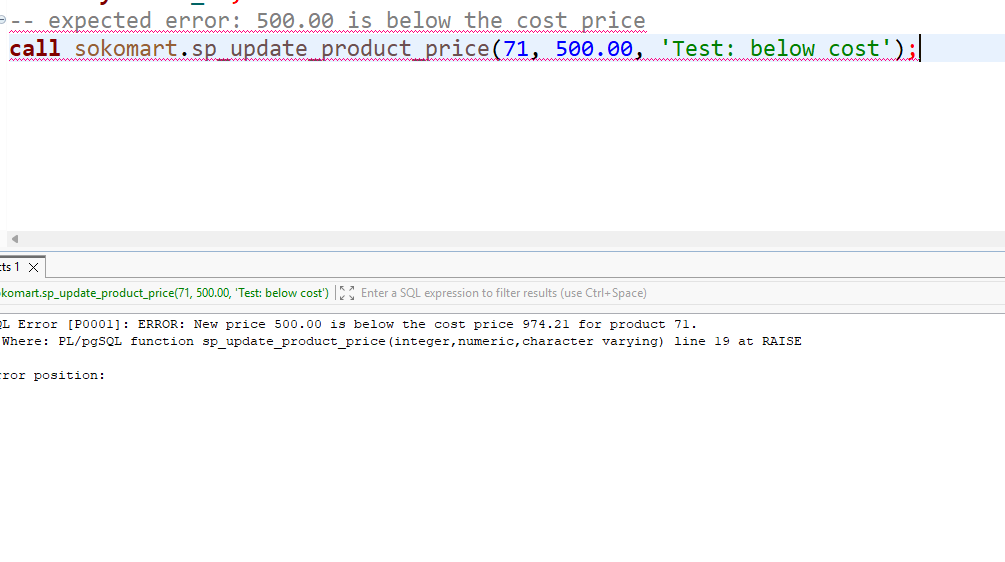 -- expected error: 500.00 is below the cost price
call sokomart.sp_update_product_price(71, 500.00, 'Test: below cost');
cts 1
komart.sp_update_product_price(71, 500.00, 'Test: below cost') Enter a SQL expression to filter results (use Ctrl+Space)
QL Error [P0001]: ERROR: New price 500.00 is below the cost price 974.21 for product 71.
Where: PL/pgSQL function sp_update_product_price(integer,numeric,character varying) line 19 at RAISE
ror position: